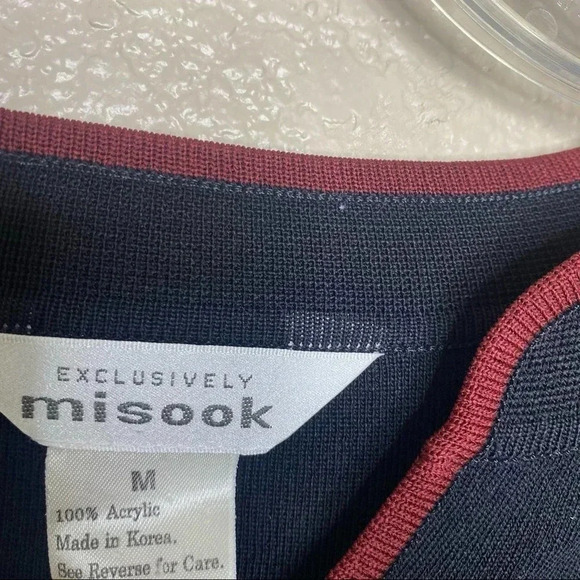 EXCLUSIVELY
misook
M
100% Acrylic
Made in Korea.
See Reverse for Care.